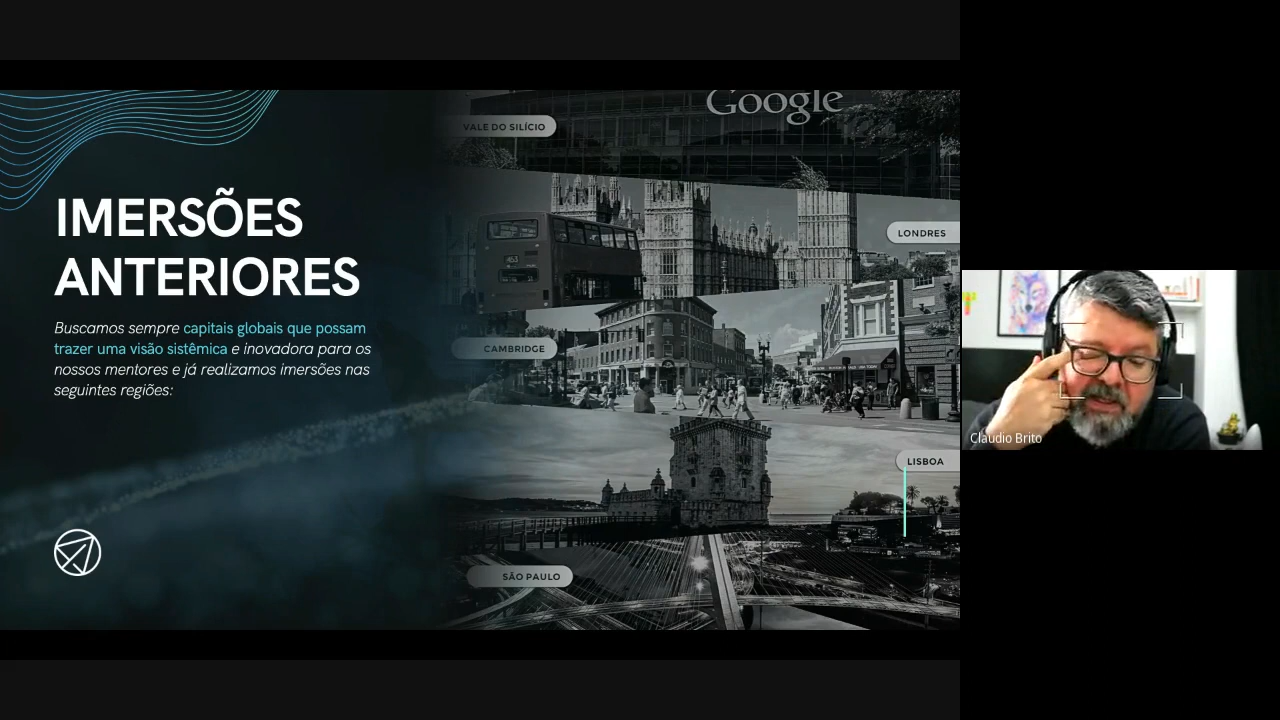 Google
VALE DO SILÍCIO
IMERSÕES
ANTERIORES
LONDRES
Buscamos sempre capitais globais que possam
trazer uma visão sistêmica e inovadora para os
nossos mentores e já realizamos imersões nas
seguintes regiões:
CAMBRIDGE
Claudio Brito
LISBOA
SÃO PAULO